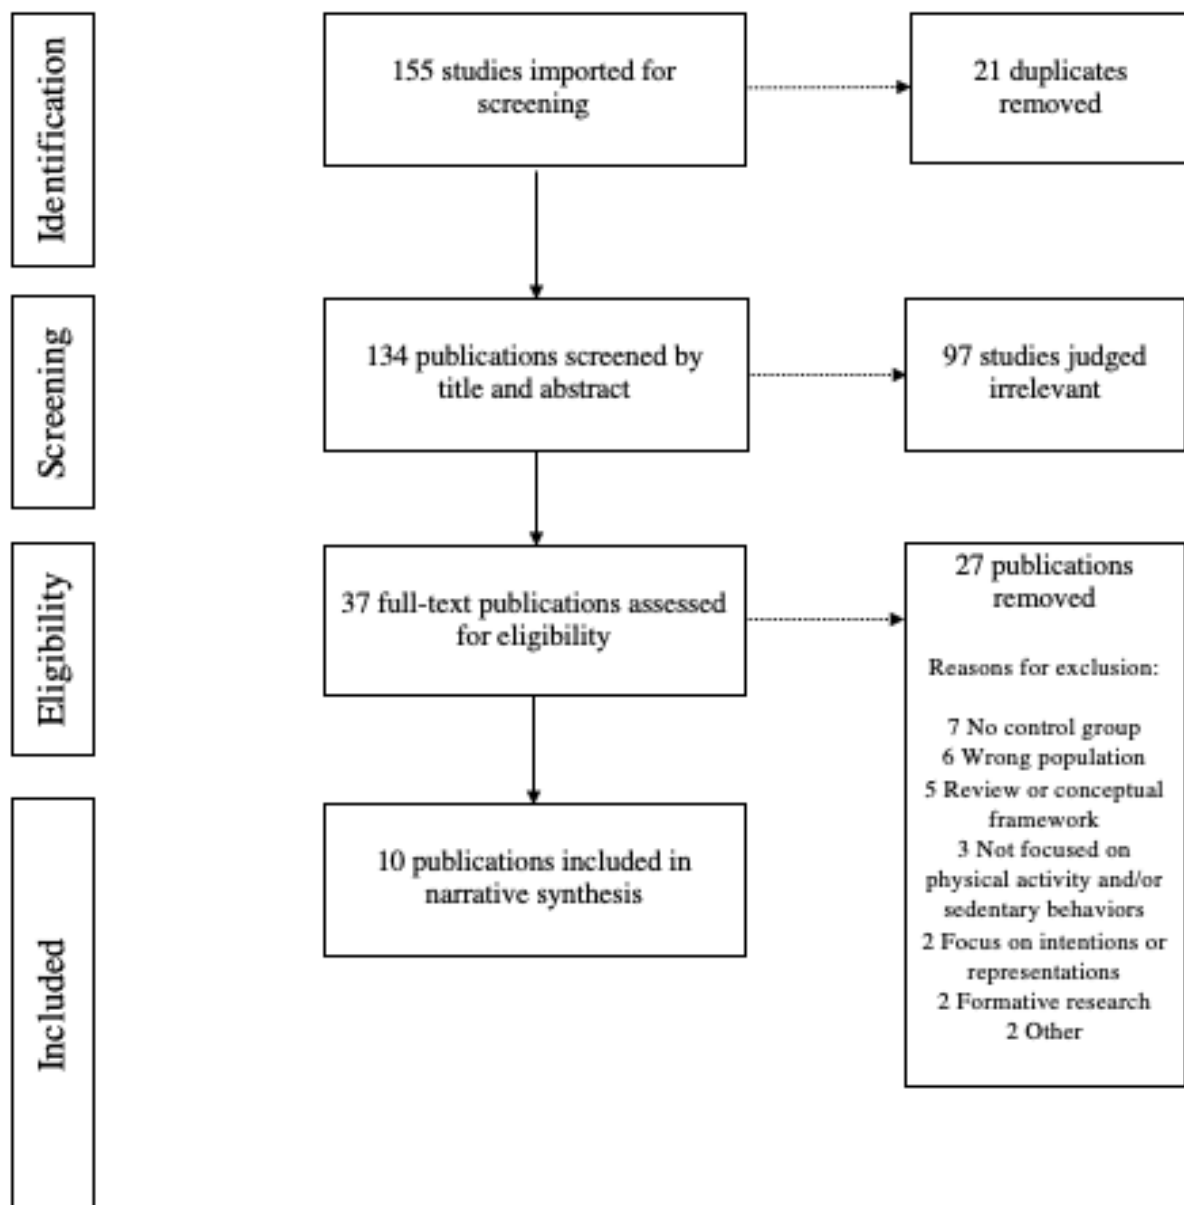 Identification
155 studies imported for
screening
21 duplicates
removed
Screening
134 publications screened by
title and abstract
97 studies judged
irrelevant
Eligibility
37 full-text publications assessed
for eligibility
27 publications
removed
Reasons for exclusion:
7 No control group
6 Wrong population
5 Review or conceptual
framework
3 Not focused on
physical activity and/or
sedentary behaviors
2 Focus on intentions or
representations
2 Formative research
2 Other
Included
10 publications included in
narrative synthesis